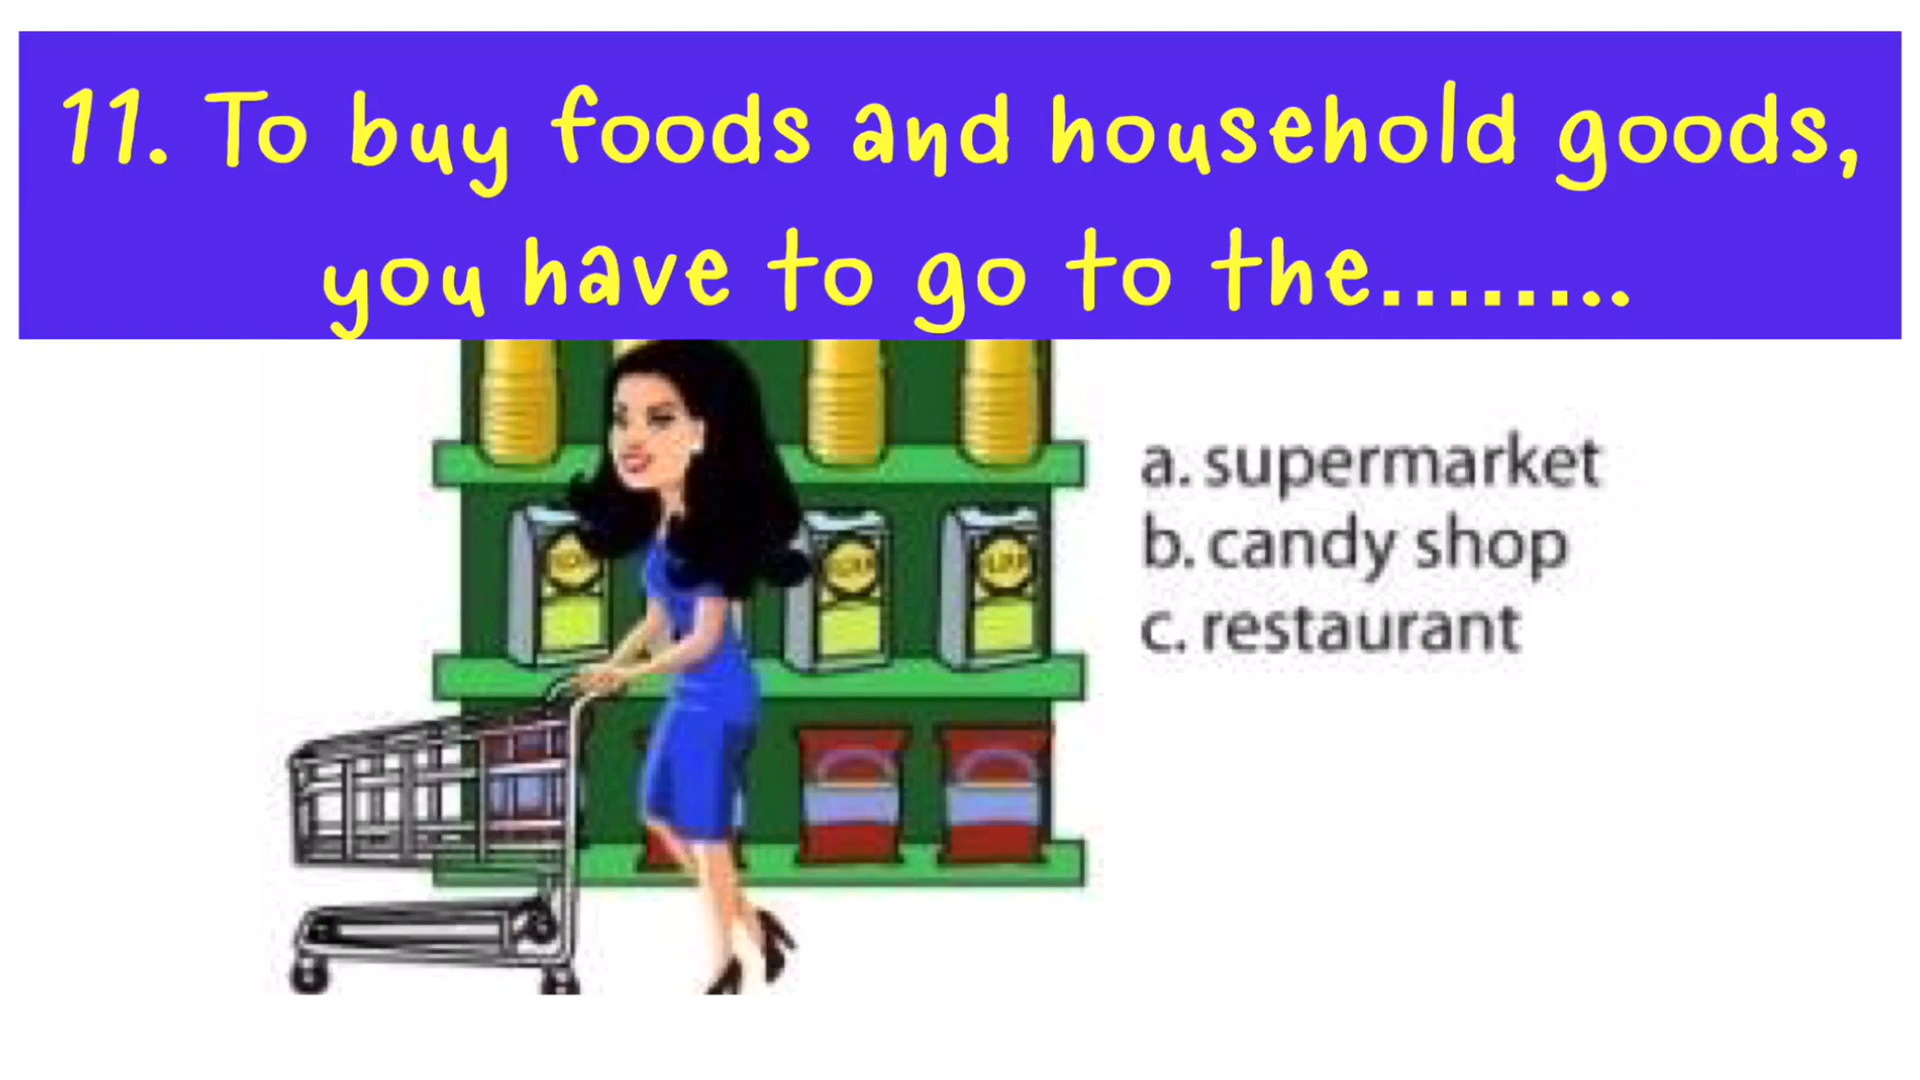 11. To buy foods and household goods,
you have to go to the........
a. supermarket
b. candy shop
c. restaurant